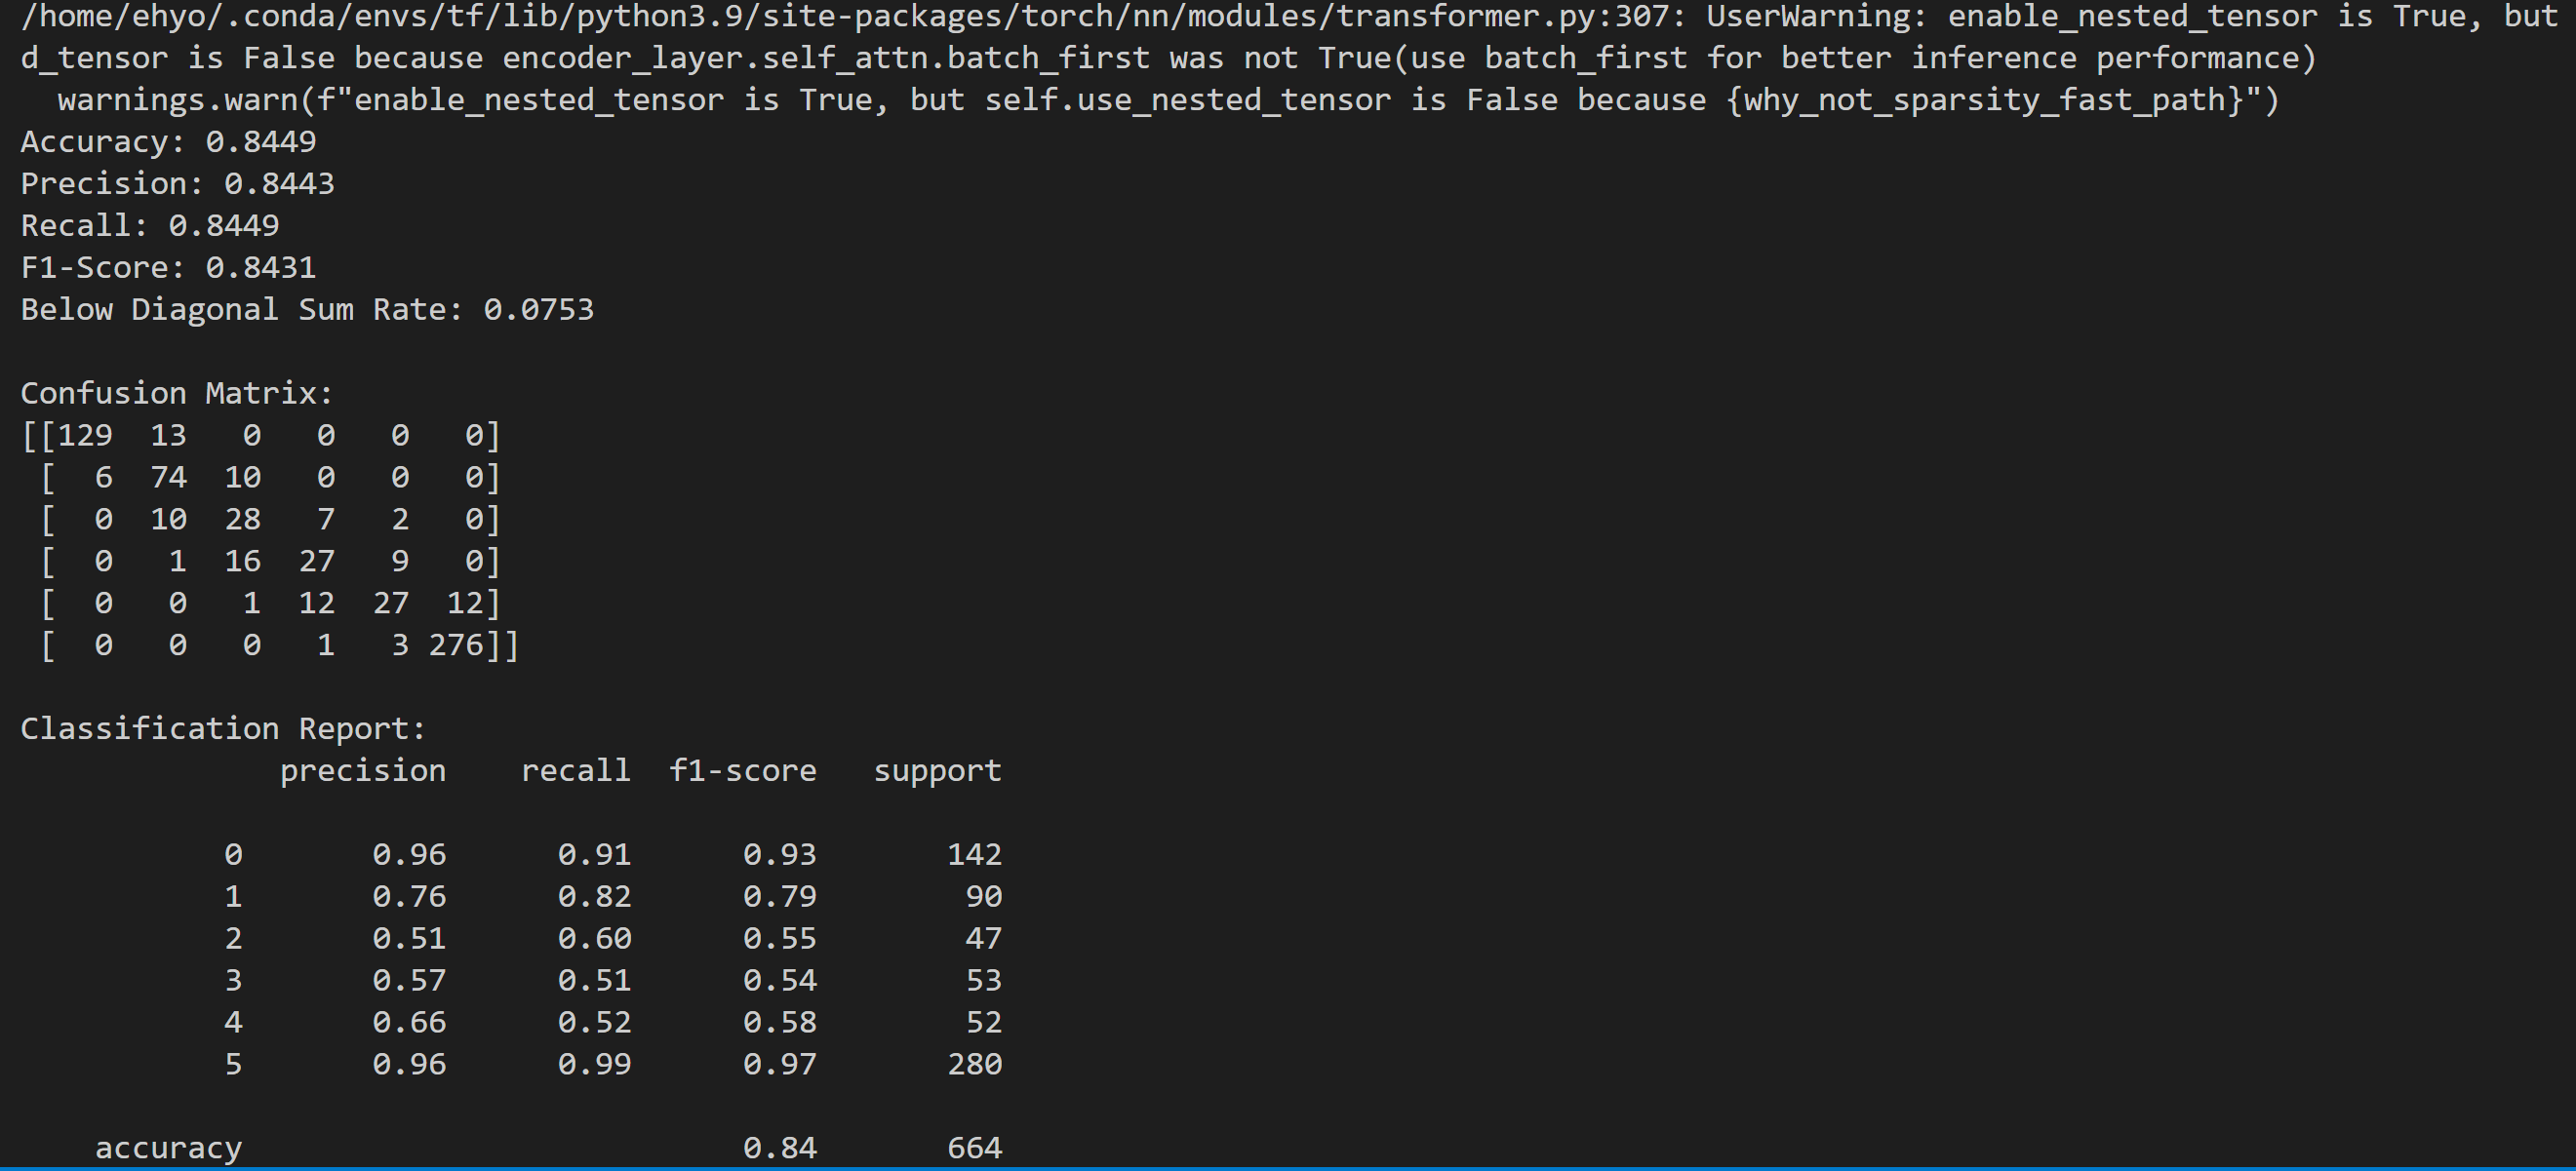 /home/ehyo/.conda/envs/tf/lib/python3.9/site-packages/torch/nn/modules/transformer.py:307: UserWarning: enable_nested_tensor is True, but
d_tensor is False because encoder_layer.self_attn.batch_first was not True(use batch_first for better inference performance)
  warnings.warn(f"enable_nested_tensor is True, but self.use_nested_tensor is False because {why_not_sparsity_fast_path}")
Accuracy: 0.8449
Precision: 0.8443
Recall: 0.8449
F1-Score: 0.8431
Below Diagonal Sum Rate: 0.0753

Confusion Matrix:
[[129  13   0   0   0   0]
 [  6  74  10   0   0   0]
 [  0  10  28   7   2   0]
 [  0   1  16  27   9   0]
 [  0   0   1  12  27  12]
 [  0   0   0   1   3 276]]

Classification Report:
              precision    recall  f1-score   support

           0       0.96      0.91      0.93       142
           1       0.76      0.82      0.79        90
           2       0.51      0.60      0.55        47
           3       0.57      0.51      0.54        53
           4       0.66      0.52      0.58        52
           5       0.96      0.99      0.97       280

    accuracy                           0.84       664